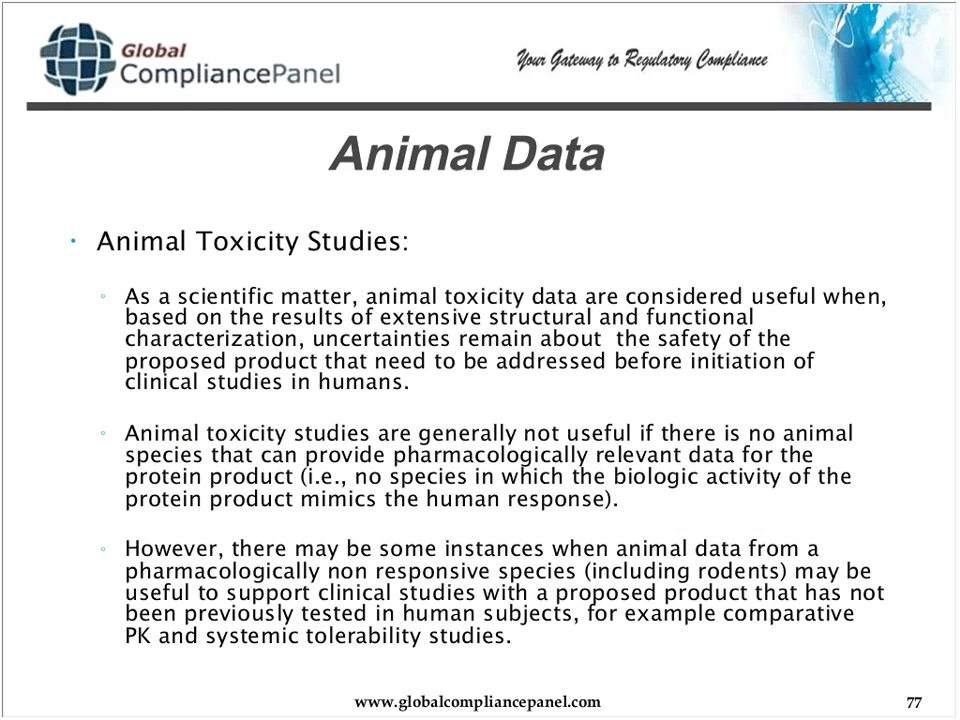 Global
CompliancePanel
Your Gateway to Regulatory Compliance
Animal Data
• Animal Toxicity Studies:
◦ As a scientific matter, animal toxicity data are considered useful when,
based on the results of extensive structural and functional
characterization, uncertainties remain about  the safety of the
proposed product that need to be addressed before initiation of
clinical studies in humans.
◦ Animal toxicity studies are generally not useful if there is no animal
species that can provide pharmacologically relevant data for the
protein product (i.e., no species in which the biologic activity of the
protein product mimics the human response).
◦ However, there may be some instances when animal data from a
pharmacologically non responsive species (including rodents) may be
useful to support clinical studies with a proposed product that has not
been previously tested in human subjects, for example comparative
PK and systemic tolerability studies.
www.globalcompliancepanel.com
77